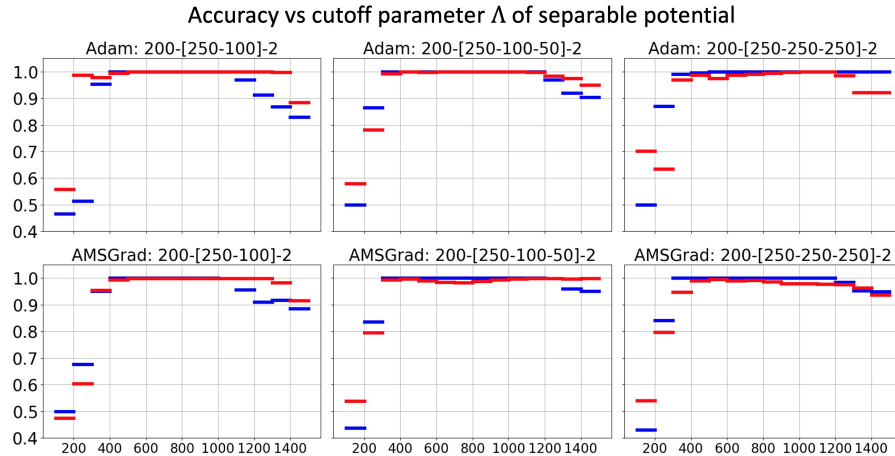 Accuracy vs cutoff parameter Λ of separable potential
Adam: 200-[250-100]-2
Adam: 200-[250-100-50]-2
Adam: 200-[250-250-250]-2
1.0
0.9
0.8
0.7
0.6
0.5
0.4
AMSGrad: 200-[250-100]-2
AMSGrad: 200-[250-100-50]-2
AMSGrad: 200-[250-250-250]-2
1.0
0.9
0.8
0.7
0.6
0.5
0.4
200 400 600 800 1000 1200 1400
200 400 600 800 1000 1200 1400
200 400 600 800 1000 1200 1400